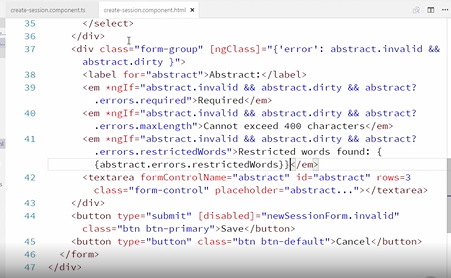 create-session.component.ts
create-session.component.html
35 </select>
36 </div>
37 <div class="form-group" [ngClass]="{'error': abstract.invalid &&
abstract.dirty }">
38 <label for="abstract">Abstract:</label>
39 <em *ngIf="abstract.invalid && abstract.dirty && abstract?
.errors.required">Required</em>
40 <em *ngIf="abstract.invalid && abstract.dirty && abstract?
.errors.maxLength">Cannot exceed 400 characters</em>
41 <em *ngIf="abstract.invalid && abstract.dirty && abstract?
.errors.restrictedWords">Restricted words found: {
{abstract.errors.restrictedWords}}</em>
42 <textarea formControlName="abstract" id="abstract" rows=3
class="form-control" placeholder="abstract..."></textarea>
43 </div>
44 <button type="submit" [disabled]="newSessionForm.invalid"
class="btn btn-primary">Save</button>
45 <button type="button" class="btn btn-default">Cancel</button>
46 </form>
47 </div>